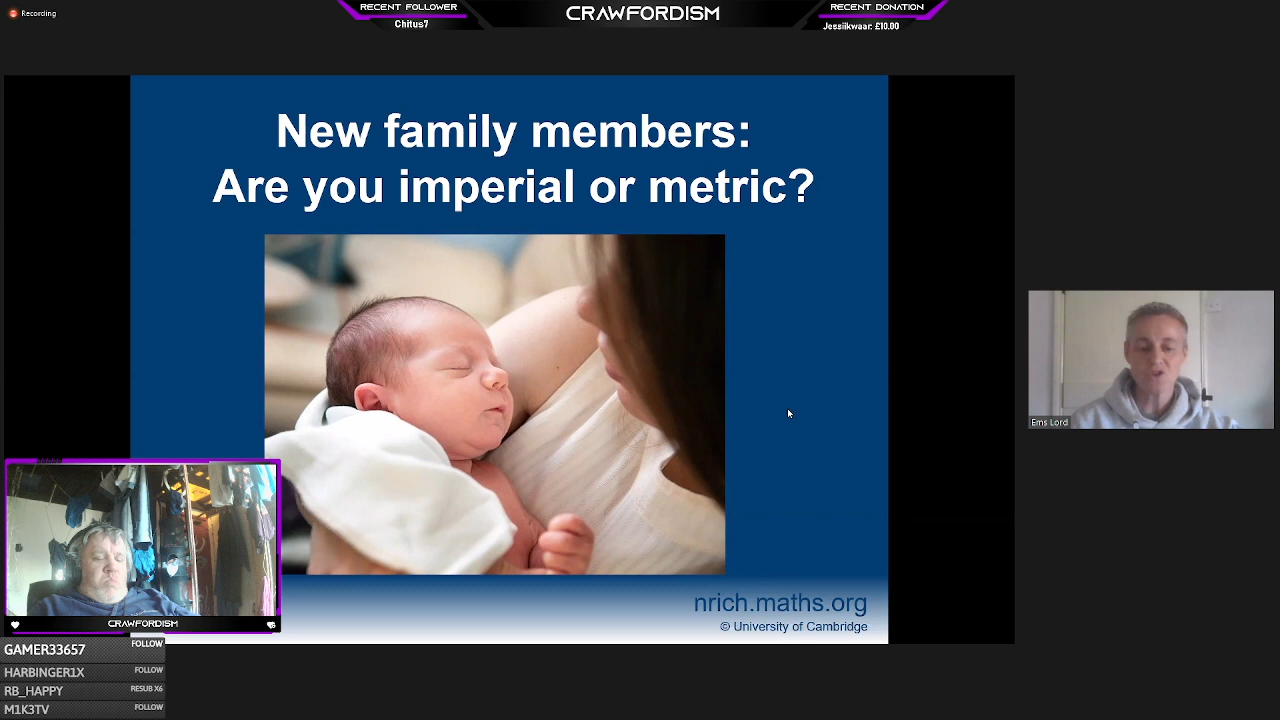 Recording
RECENT FOLLOWER
Chitus7
CRAWFORDISM
RECENT DONATION
Jessiikwaar: £10.00
New family members:
Are you imperial or metric?
Ems Lord
CRAWFORDISM
nrich.maths.org
© University of Cambridge
GAMER33657 FOLLOW
HARBINGER1X FOLLOW
RB_HAPPY RESUB X6
M1K3TV FOLLOW